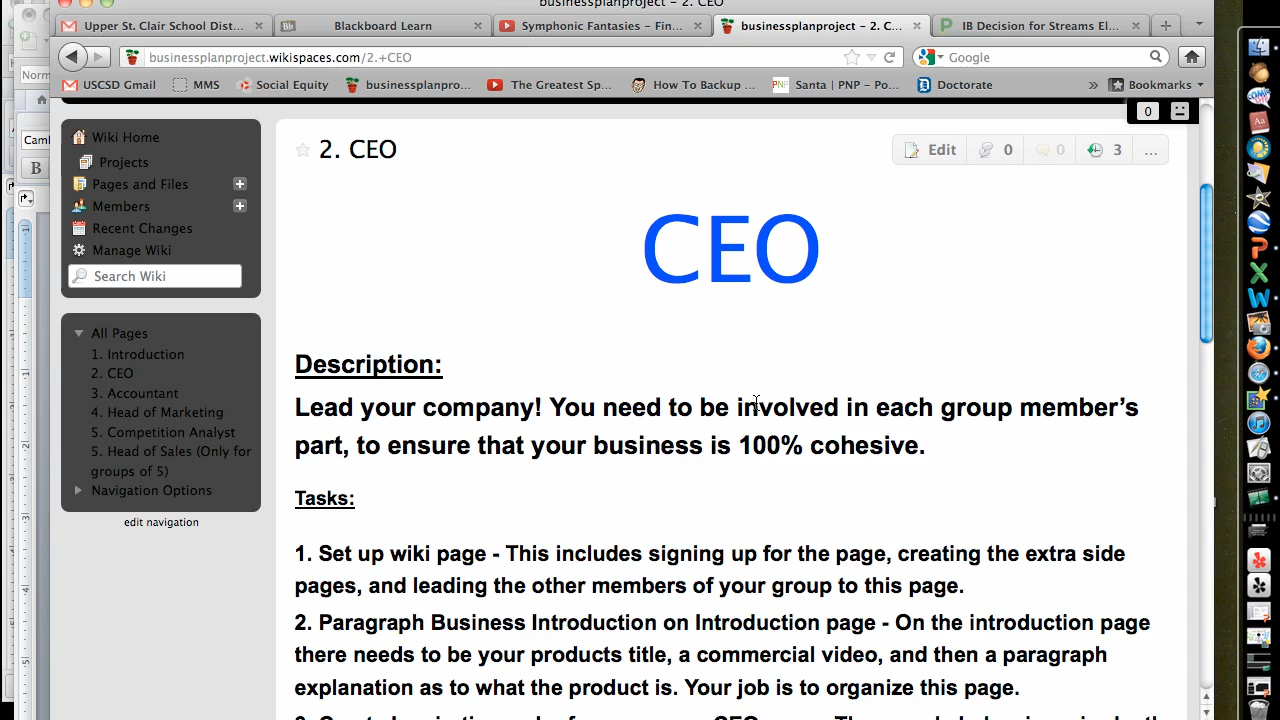 businessplanproject - 2. CEO
Upper St. Clair School Dist...
Bb Blackboard Learn
Symphonic Fantasies – Fin...
businessplanproject - 2. C...
IB Decision for Streams El...
businessplanproject.wikispaces.com/2.+CEO
Google
USCSD Gmail
MMS
Social Equity
businessplanpro...
The Greatest Sp...
How To Backup ...
PNP Santa | PNP – Po...
Doctorate
»
Bookmarks
Norm
Camb
B
0
Wiki Home
Projects
Pages and Files
Members
Recent Changes
Manage Wiki
Search Wiki
All Pages
1. Introduction
2. CEO
3. Accountant
4. Head of Marketing
5. Competition Analyst
5. Head of Sales (Only for
groups of 5)
Navigation Options
edit navigation
2. CEO
Edit 0 0 3 ...
CEO
Description:
Lead your company! You need to be involved in each group member's
part, to ensure that your business is 100% cohesive.
Tasks:
1. Set up wiki page - This includes signing up for the page, creating the extra side
pages, and leading the other members of your group to this page.
2. Paragraph Business Introduction on Introduction page - On the introduction page
there needs to be your products title, a commercial video, and then a paragraph
explanation as to what the product is. Your job is to organize this page.